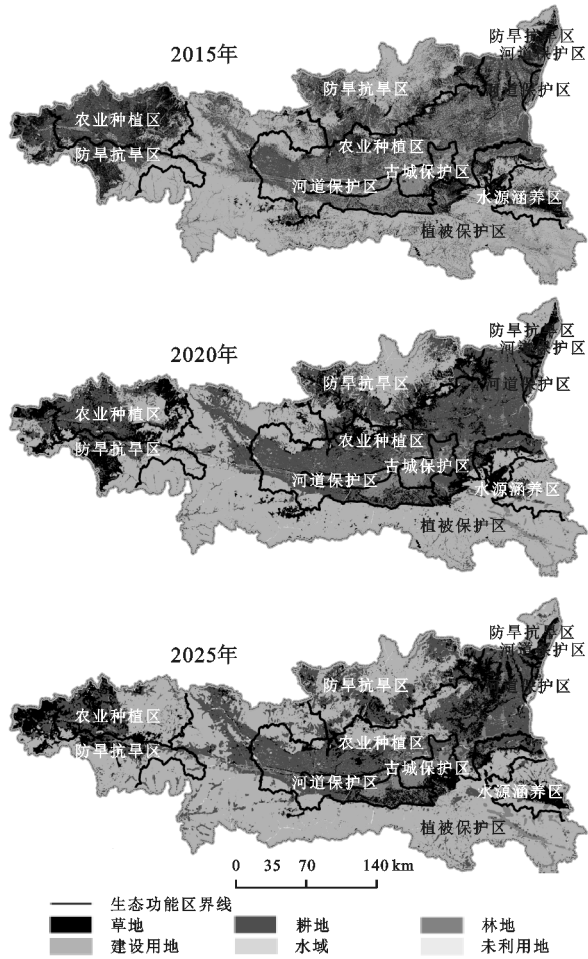 2015年
防旱抗旱区
河道保护区
河道保护区
防旱抗旱区
农业种植区
农业种植区
防旱抗旱区
古城保护区
河道保护区
水源涵养区
植被保护区
2020年
防旱抗旱区
河道保护区
河道保护区
防旱抗旱区
农业种植区
农业种植区
防旱抗旱区
古城保护区
河道保护区
水源涵养区
植被保护区
2025年
防旱抗旱区
河道保护区
河道保护区
防旱抗旱区
农业种植区
农业种植区
防旱抗旱区
古城保护区
河道保护区
水源涵养区
植被保护区
0 35 70 140 km
生态功能区界线
草地 耕地 林地
建设用地 水域 未利用地